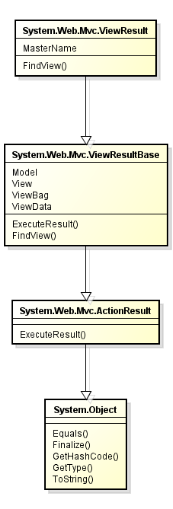 System.Web.Mvc.ViewResult
MasterName
FindView()
System.Web.Mvc.ViewResultBase
Model
View
ViewBag
ViewData
ExecuteResult()
FindView()
System.Web.Mvc.ActionResult
ExecuteResult()
System.Object
Equals()
Finalize()
GetHashCode()
GetType()
ToString()